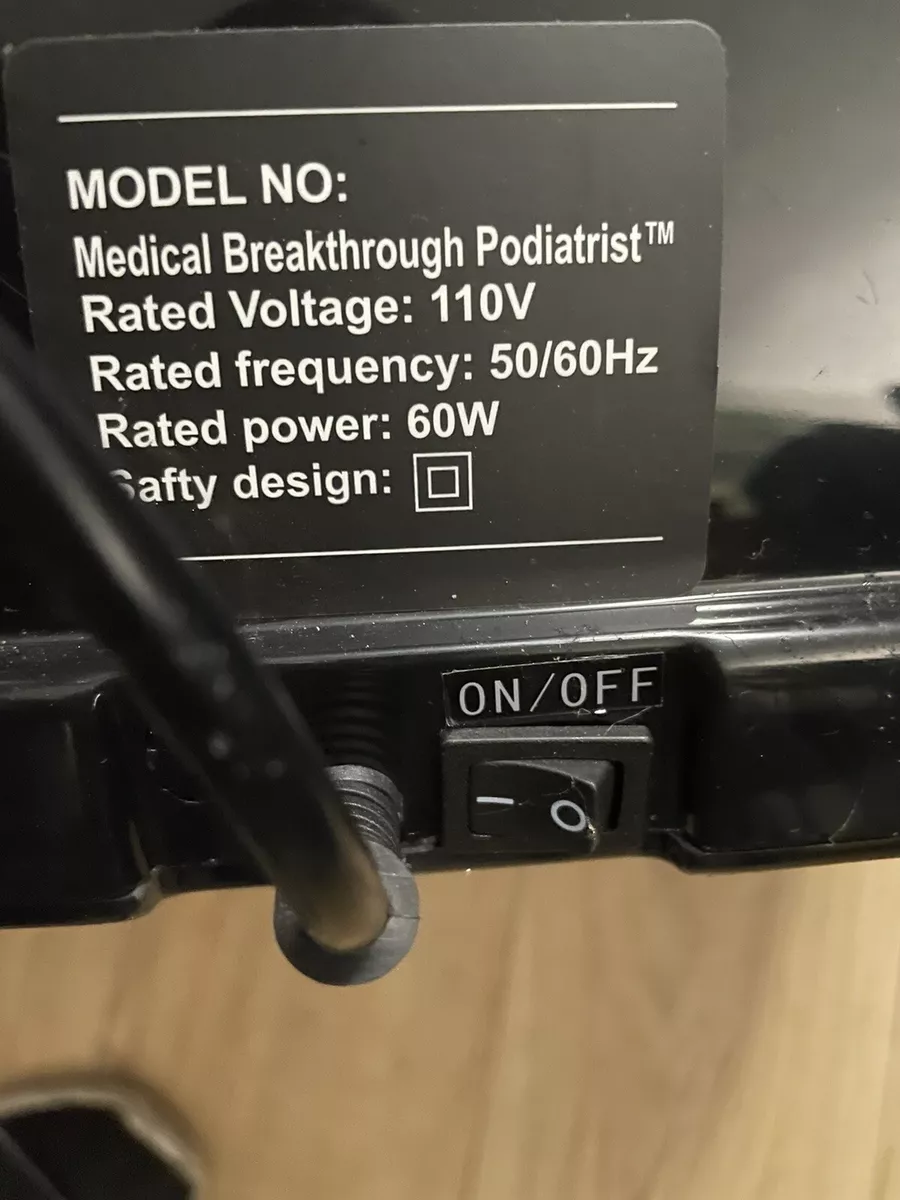 MODEL NO:
Medical Breakthrough Podiatrist™
Rated Voltage: 110V
Rated frequency: 50/60Hz
Rated power: 60W
Safty design:
ON/OFF
I O